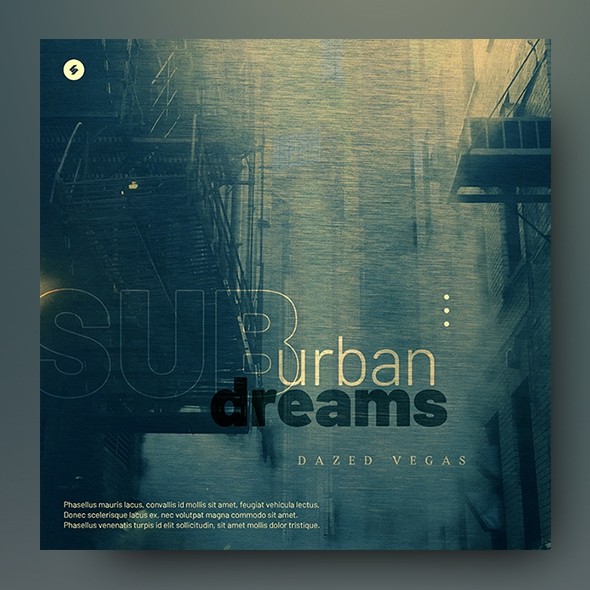 SUBurban
dreams
DAZED VEGAS
Phasellus mauris lacus, convallis id mollis sit amet, feugiat vehicula lectus.
Donec scelerisque lacus ex, nec volutpat magna commodo sit amet.
Phasellus venenatis turpis id elit sollicitudin, sit amet mollis dolor tristique.